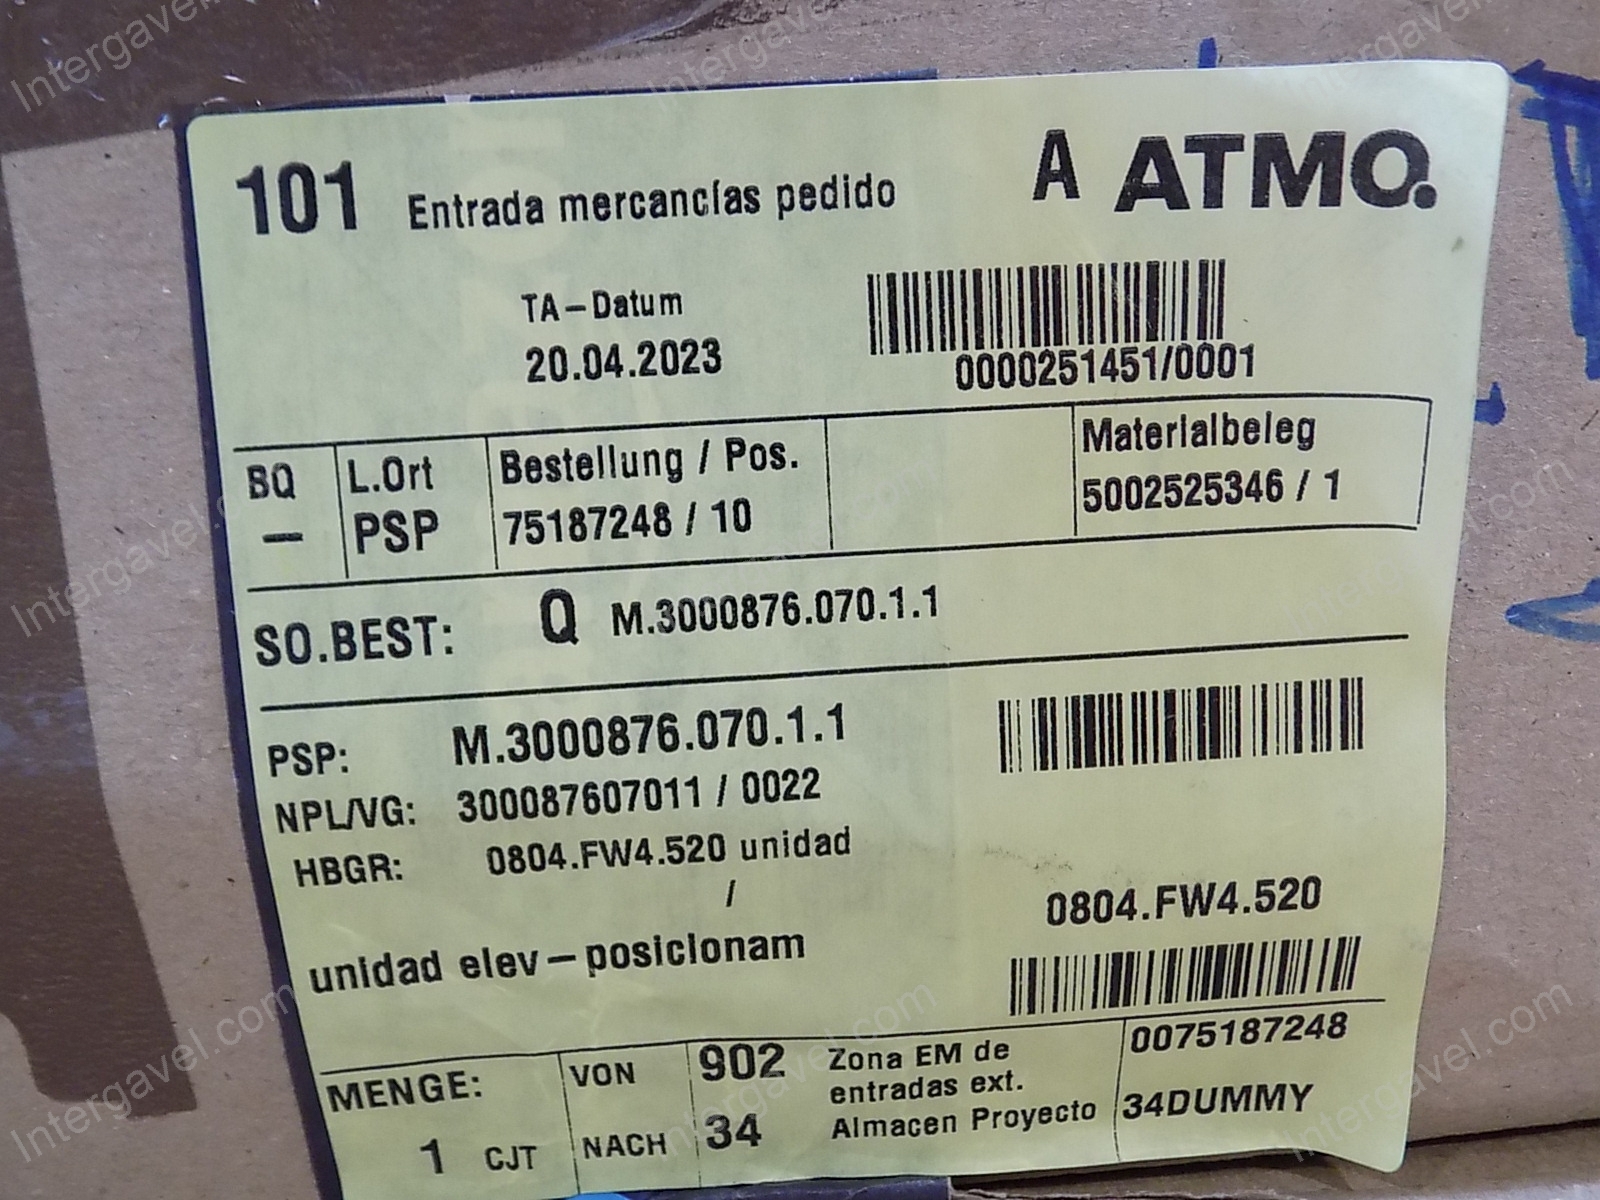 101 Entrada mercancías pedido A ATMO.
TA-Datum
20.04.2023
0000251451/0001
BQ L.Ort Bestellung / Pos. Materialbeleg
— PSP 75187248 / 10 5002525346 / 1
SO.BEST: Q M.3000876.070.1.1
PSP: M.3000876.070.1.1
NPL/VG: 300087607011 / 0022
HBGR: 0804.FW4.520 unidad
/
0804.FW4.520
unidad elev-posicionam
MENGE: VON 902 Zona EM de
entradas ext.
0075187248
1 CJT NACH 34 Almacen Proyecto 34DUMMY
Intergavel.com